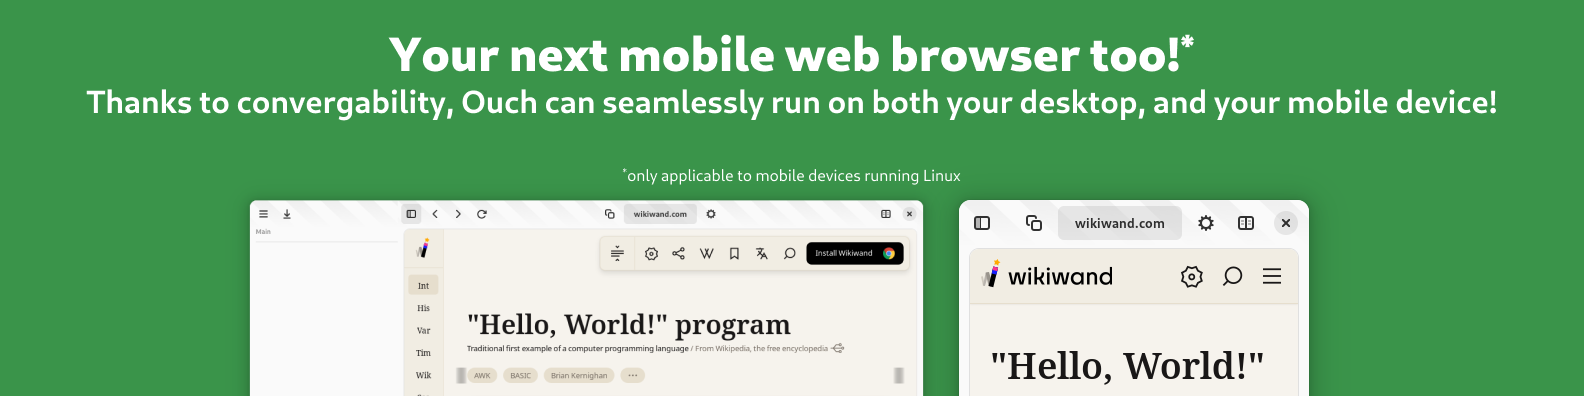 Your next mobile web browser too!*
Thanks to convergability, Ouch can seamlessly run on both your desktop, and your mobile device!
*only applicable to mobile devices running Linux
wikiwand.com
Main
Install Wikiwand
Int
His
Var
Tim
Wik
"Hello, World!" program
Traditional first example of a computer programming language / From Wikipedia, the free encyclopedia
AWK BASIC Brian Kernighan ···
wikiwand.com
wikiwand
"Hello, World!"